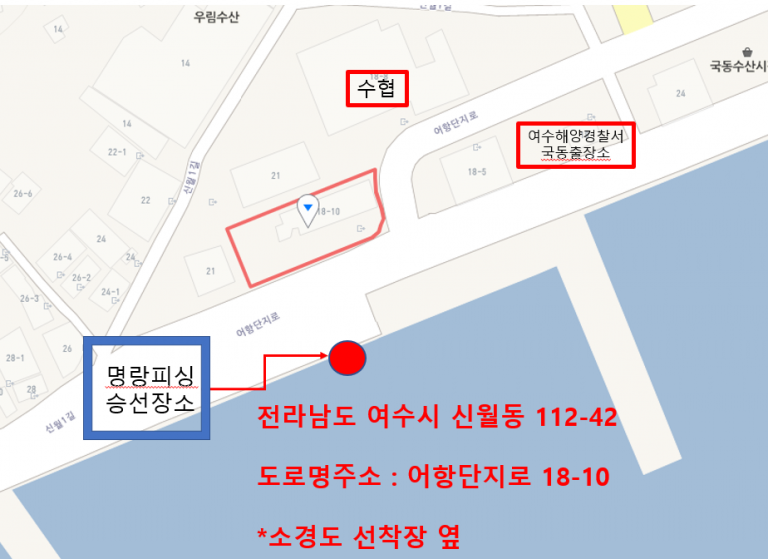 우림수산
14
14
수협
18-8
국동수산시
24
어항단지로
여수해양경찰서
국동출장소
14
22-1
신월1길
21
18-5
26-6
22
18-10
24
26-4
21
26-2
24-1
26-3
어항단지로
26
28-1
28
명랑피싱
승선장소
신월1길
전라남도 여수시 신월동 112-42
도로명주소 : 어항단지로 18-10
*소경도 선착장 옆